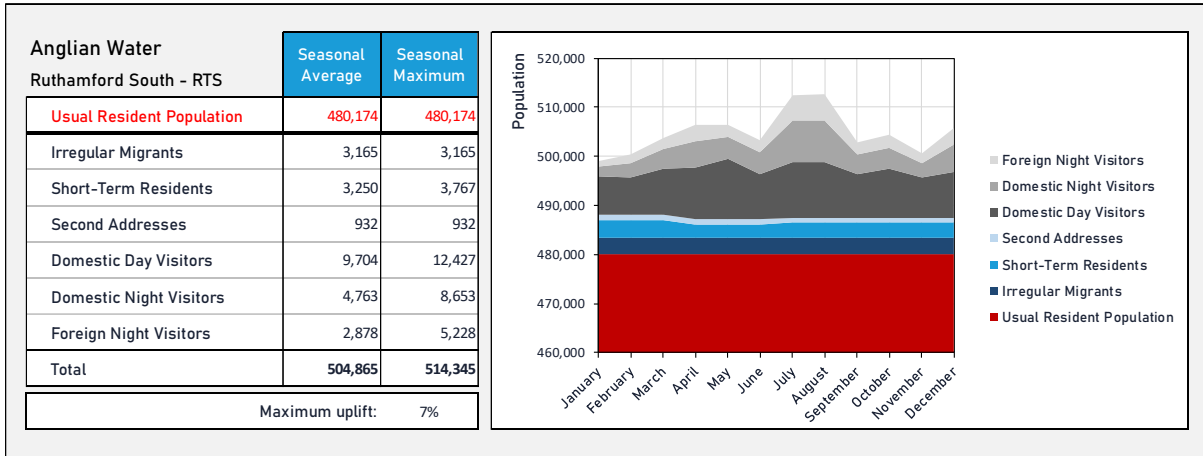 Anglian Water
Ruthamford South - RTS
Seasonal Average
Seasonal Maximum
Usual Resident Population 480,174 480,174
Irregular Migrants 3,165 3,165
Short-Term Residents 3,250 3,767
Second Addresses 932 932
Domestic Day Visitors 9,704 12,427
Domestic Night Visitors 4,763 8,653
Foreign Night Visitors 2,878 5,228
Total 504,865 514,345
Maximum uplift: 7%
Population
520,000
510,000
500,000
490,000
480,000
470,000
460,000
January
February
March
April
May
June
July
August
September
October
November
December
Foreign Night Visitors
Domestic Night Visitors
Domestic Day Visitors
Second Addresses
Short-Term Residents
Irregular Migrants
Usual Resident Population